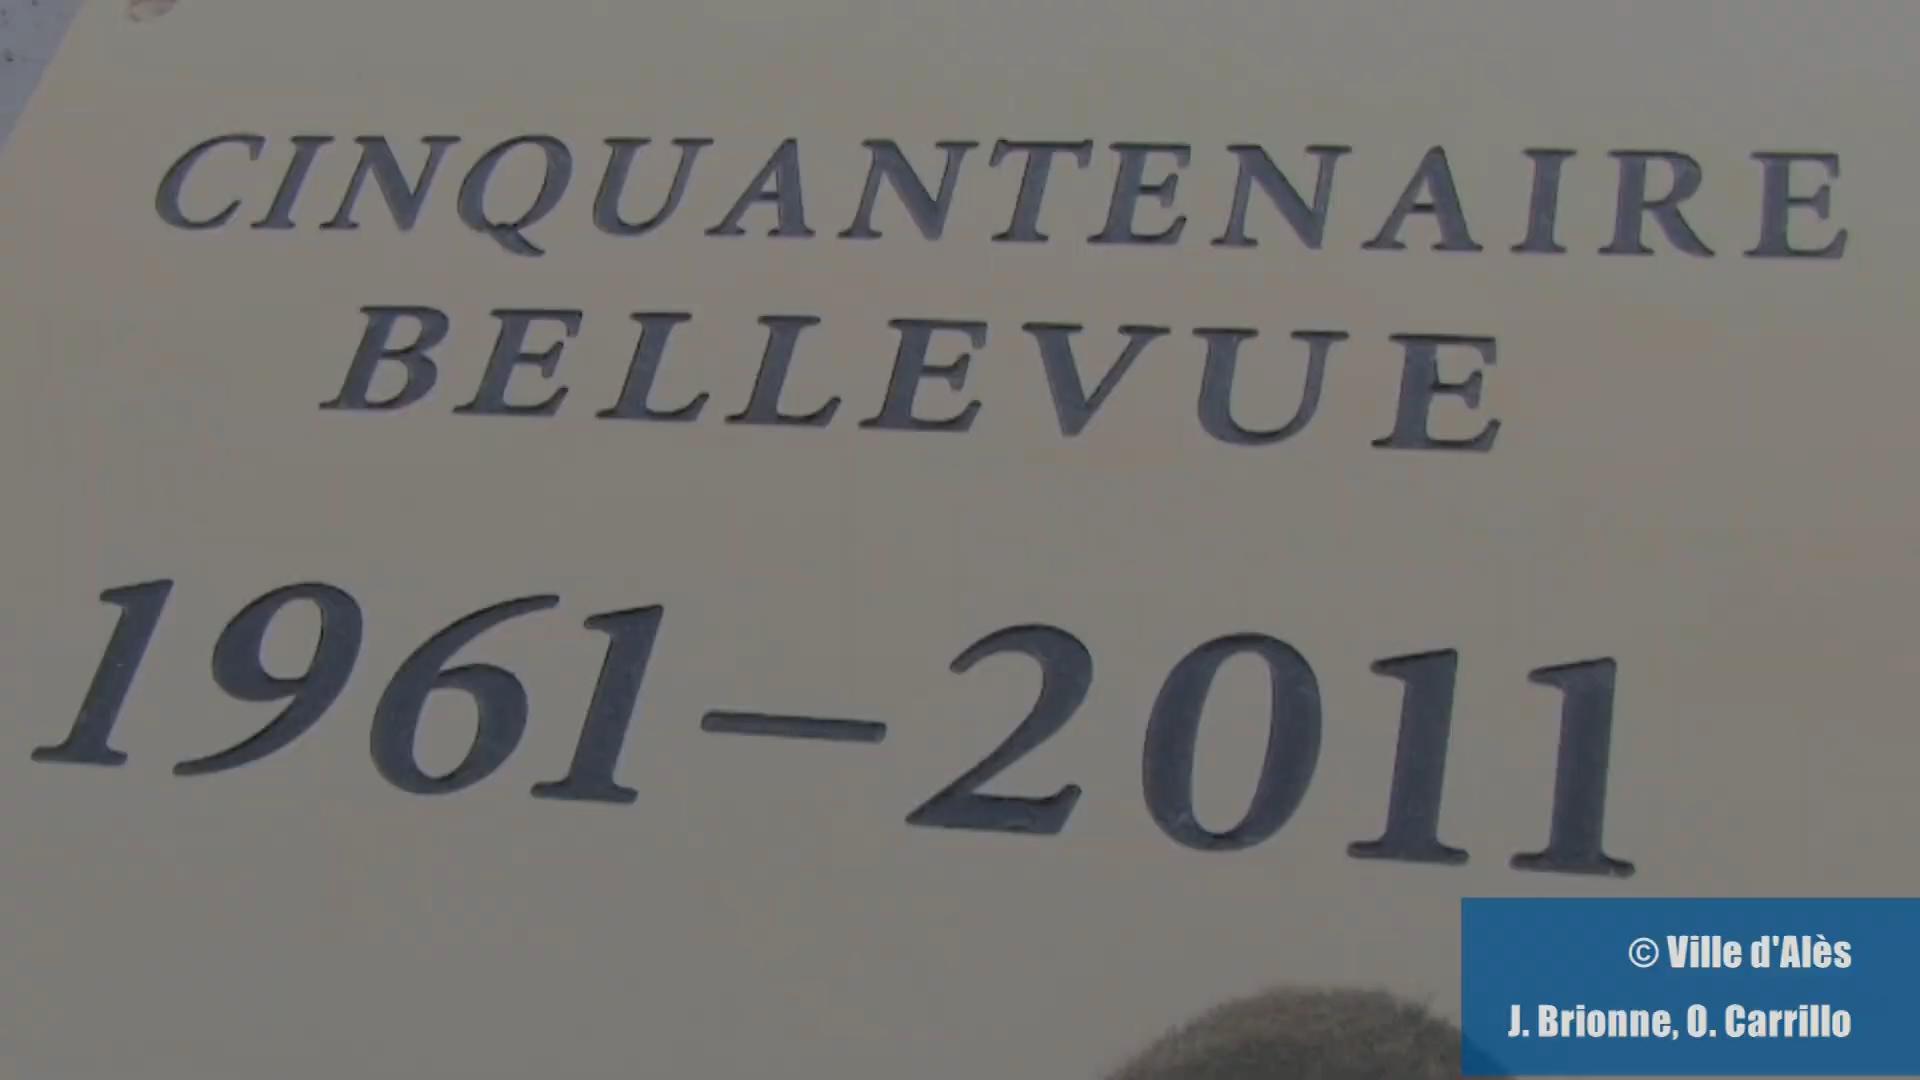 CINQUANTENAIRE
BELLEVUE
1961–2011
© Ville d'Alès
J. Brionne, O. Carrillo